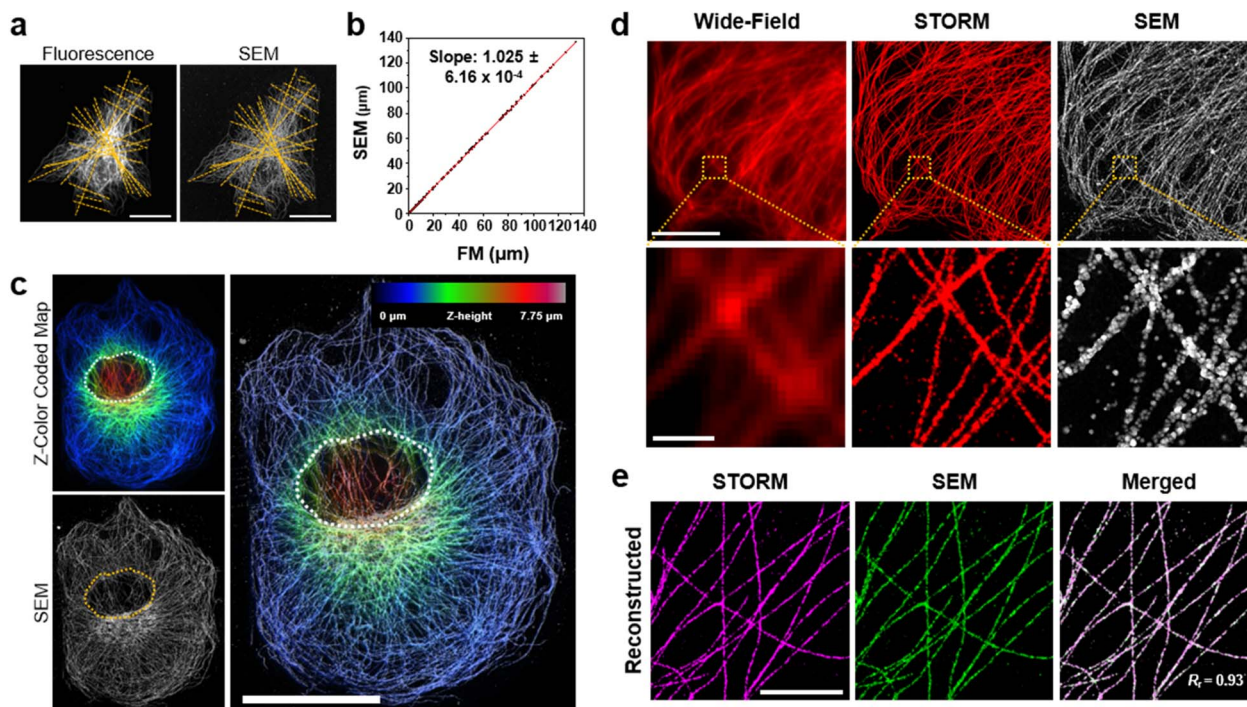 a
Fluorescence
SEM
b
140
120
100
80
60
40
20
0
Slope: 1.025 ±
6.16 x 10⁻⁴
SEM (µm)
0 20 40 60 80 100 120 140
FM (µm)
c
Z-Color Coded Map
SEM
0 µm Z-height 7.75 µm
d
Wide-Field
STORM
SEM
e
STORM
SEM
Merged
Reconstructed
Rᵣ = 0.93